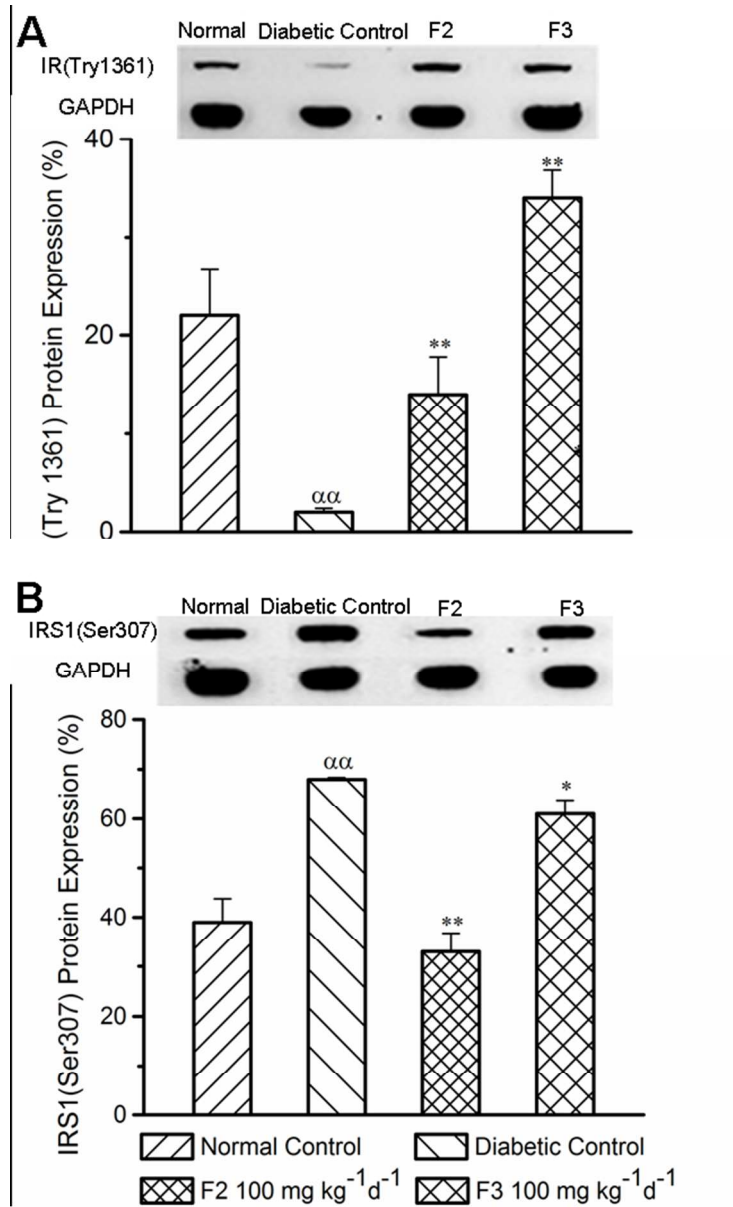 A
Normal Diabetic Control F2 F3
IR(Try1361)
GAPDH
(Try 1361) Protein Expression (%)
40
**
20
**
αα
0
B
Normal Diabetic Control F2 F3
IRS1(Ser307)
GAPDH
IRS1(Ser307) Protein Expression (%)
80
αα
*
60
40
**
20
0
Normal Control Diabetic Control
F2 100 mg kg⁻¹d⁻¹ F3 100 mg kg⁻¹d⁻¹